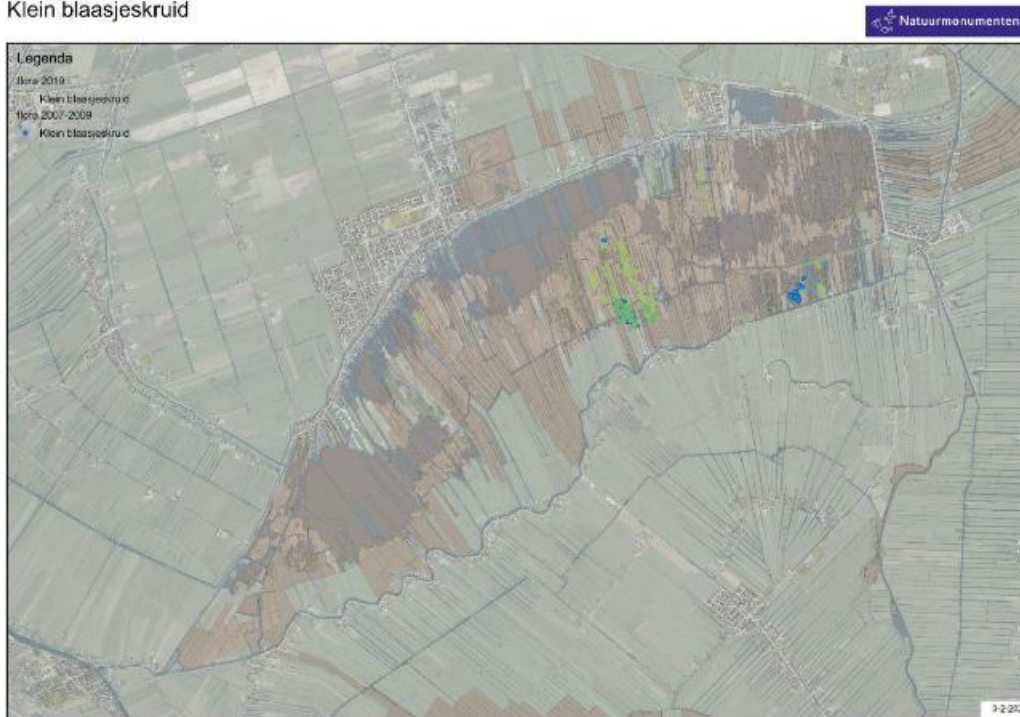 Klein blaasjeskruid
Natuurmonumenten
Legenda
flora 2019
Klein blaasjeskruid
flora 2007-2009
Klein blaasjeskruid